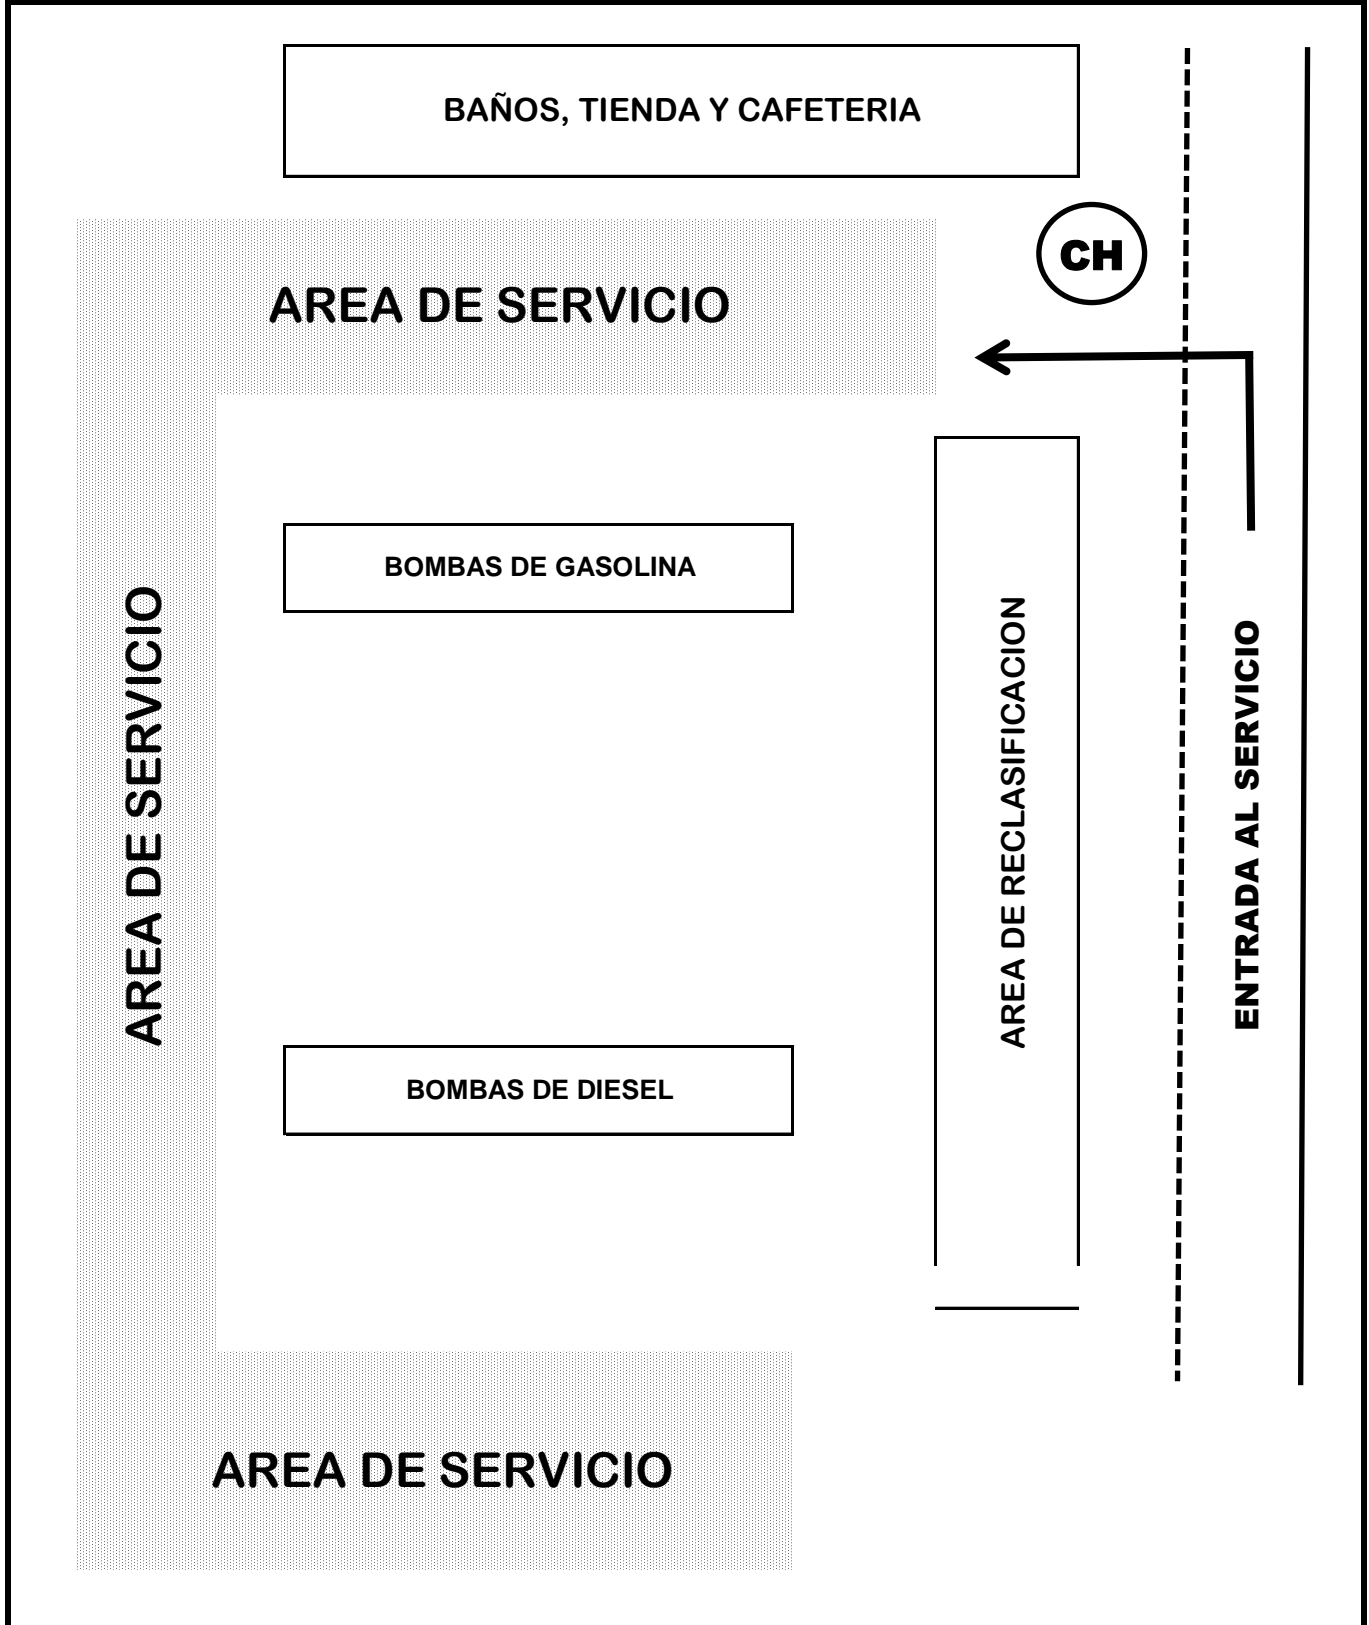 BAÑOS, TIENDA Y CAFETERIA
CH
AREA DE SERVICIO
BOMBAS DE GASOLINA
AREA DE SERVICIO
AREA DE RECLASIFICACION
ENTRADA AL SERVICIO
BOMBAS DE DIESEL
AREA DE SERVICIO